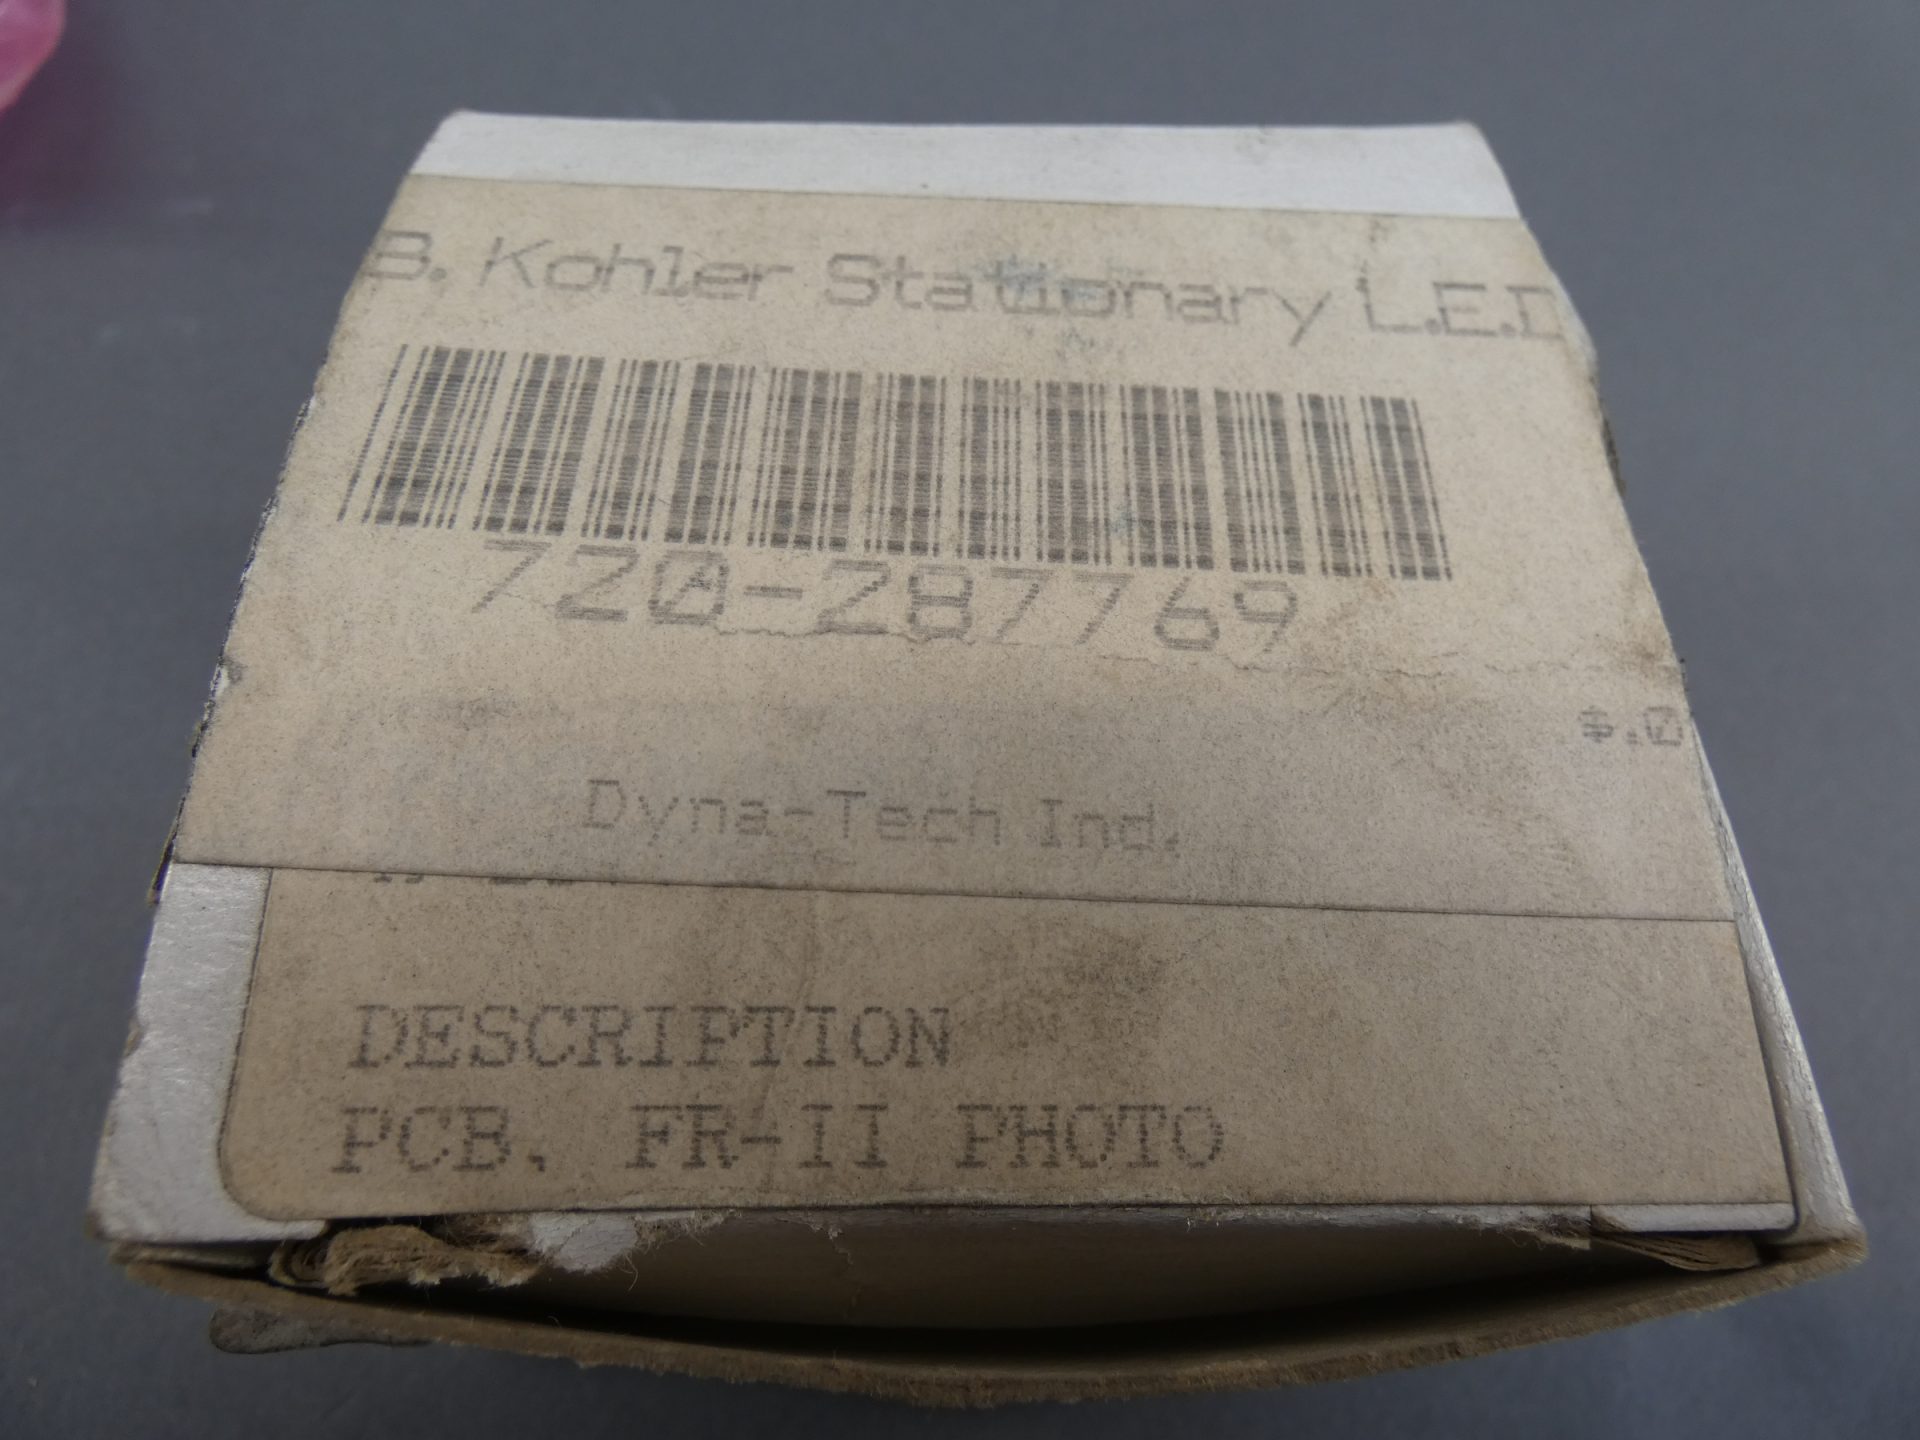 B. Kohler Stationary L.E.D
720-287769
$.0
Dyna-Tech Ind.
DESCRIPTION
PCB, FR-II PHOTO